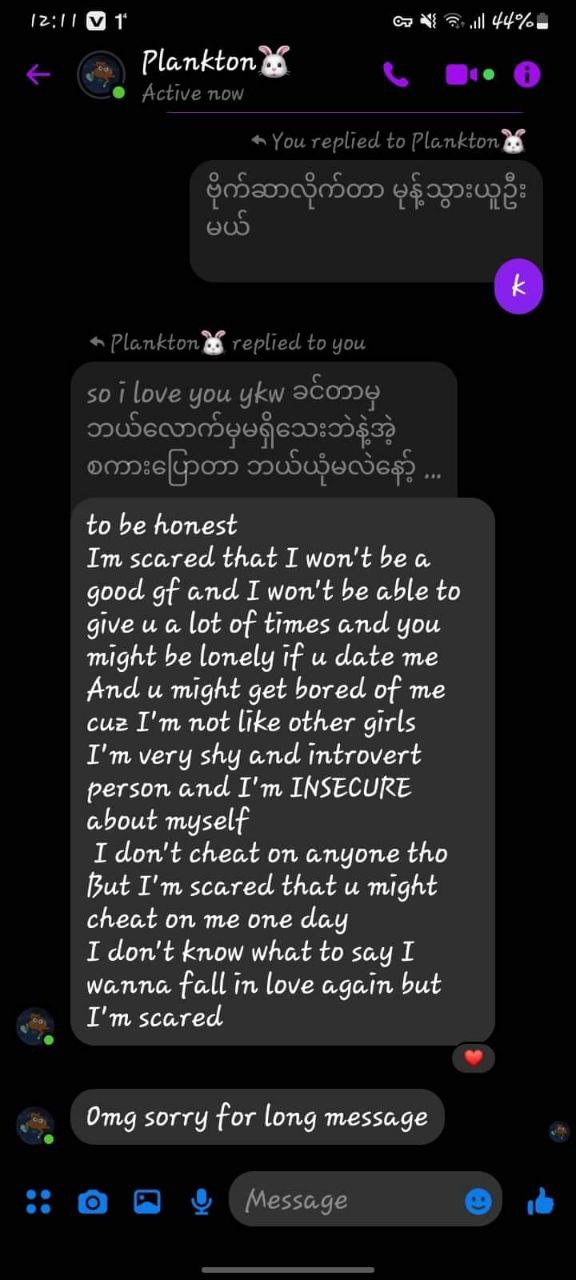 12:11 V 1
44%
Plankton🐰
Active now
You replied to Plankton🐰
ဗိုက်ဆာလိုက်တာ မုန့်သွားယူဦး
မယ်
k
Plankton🐰 replied to you
so i love you ykw ခင်တာမှ
ဘယ်လောက်မှမရှိသေးဘဲနဲ့အဲ့
စကားပြောတာ ဘယ်ယုံမလဲနော့် ...
to be honest
Im scared that I won't be a
good gf and I won't be able to
give u a lot of times and you
might be lonely if u date me
And u might get bored of me
cuz I'm not like other girls
I'm very shy and introvert
person and I'm INSECURE
about myself
I don't cheat on anyone tho
But I'm scared that u might
cheat on me one day
I don't know what to say I
wanna fall in love again but
I'm scared
Omg sorry for long message
Message